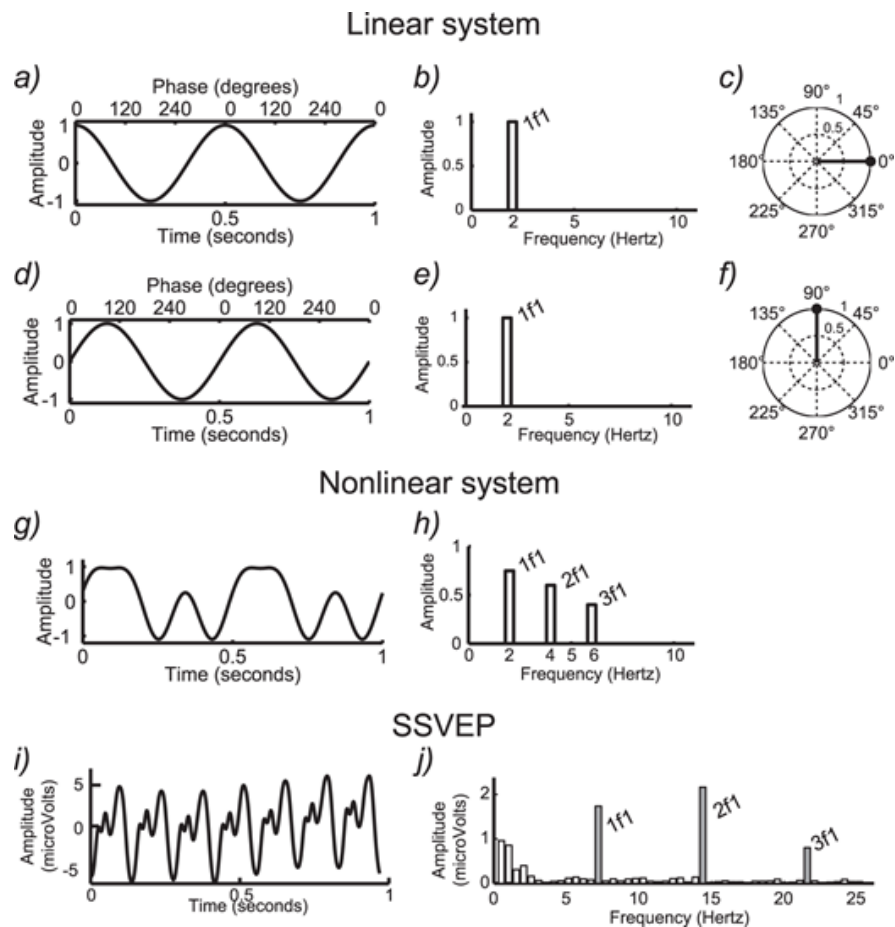 Linear system
a)
Phase (degrees)
0 120 240 0 120 240 0
Amplitude
1
0
-1
0 0.5 1
Time (seconds)
b)
Amplitude
1
0.5
0
1f1
0 2 5 10
Frequency (Hertz)
c)
90°
135° 1 45°
0.5
180° 0°
225° 315°
270°
d)
Phase (degrees)
0 120 240 0 120 240 0
Amplitude
1
0
-1
0 0.5 1
Time (seconds)
e)
Amplitude
1
0.5
0
1f1
0 2 5 10
Frequency (Hertz)
f)
90°
135° 1 45°
0.5
180° 0°
225° 315°
270°
Nonlinear system
g)
Amplitude
1
0
-1
0 0.5 1
Time (seconds)
h)
Amplitude
1
0.5
0
1f1
2f1
3f1
0 2 4 5 6 10
Frequency (Hertz)
SSVEP
i)
Amplitude
(microVolts)
5
0
-5
0 0.5 1
Time (seconds)
j)
Amplitude
(microVolts)
2
1
0
1f1
2f1
3f1
0 5 10 15 20 25
Frequency (Hertz)